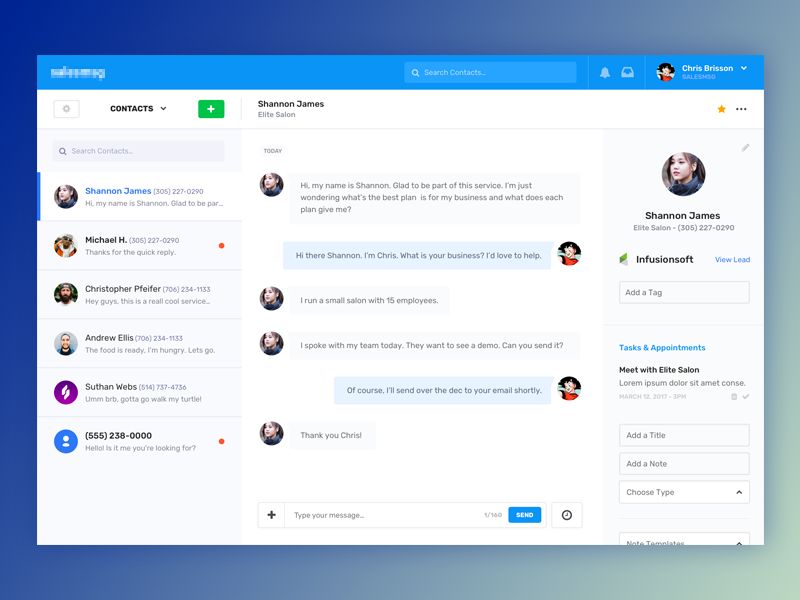 Search Contacts...
Chris Brisson
SALESMSG
CONTACTS
Shannon James
Elite Salon
Search Contacts...
Shannon James (305) 227-0290
Hi, my name is Shannon. Glad to be par...
Michael H. (305) 227-0290
Thanks for the quick reply.
Christopher Pfeifer (706) 234-1133
Hey guys, this is a reall cool service...
Andrew Ellis (706) 234-1133
The food is ready, I'm hungry. Lets go.
Suthan Webs (514) 737-4736
Umm brb, gotta go walk my turtle!
(555) 238-0000
Hello! Is it me you're looking for?
TODAY
Hi, my name is Shannon. Glad to be part of this service. I'm just
wondering what's the best plan is for my business and what does each
plan give me?
Hi there Shannon. I'm Chris. What is your business? I'd love to help.
I run a small salon with 15 employees.
I spoke with my team today. They want to see a demo. Can you send it?
Of course, I'll send over the dec to your email shortly.
Thank you Chris!
Type your message...
1/160
SEND
Shannon James
Elite Salon - (305) 227-0290
Infusionsoft
View Lead
Add a Tag
Tasks & Appointments
Meet with Elite Salon
Lorem ipsum dolor sit amet conse.
MARCH 12, 2017 - 3PM
Add a Title
Add a Note
Choose Type
Note Templates